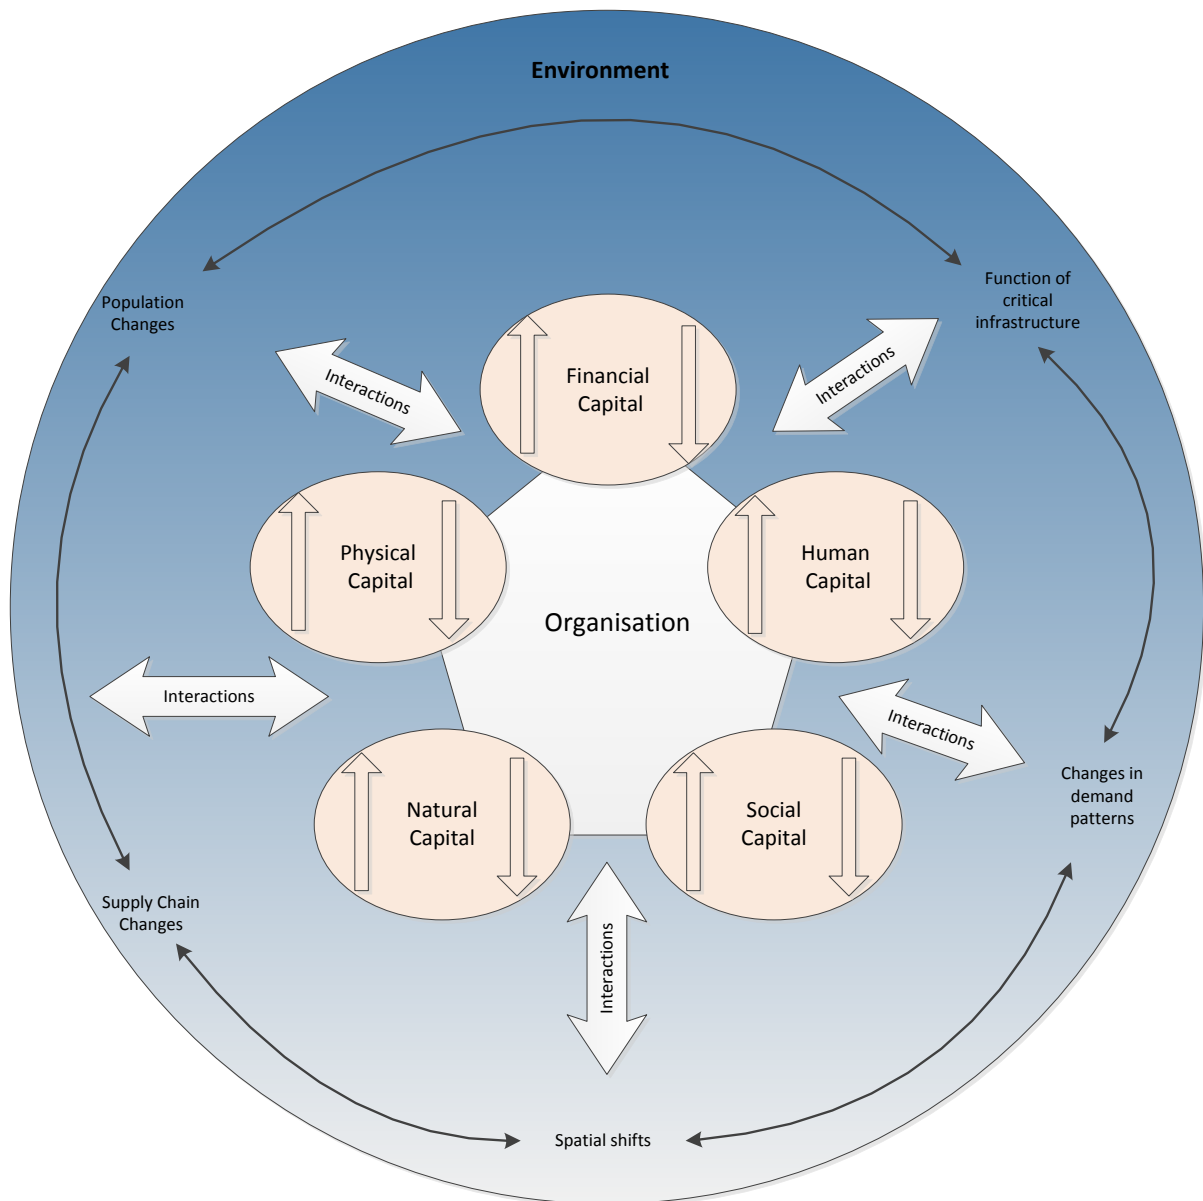 Environment
Population
Changes
Function of
critical
infrastructure
Interactions
Interactions
Financial
Capital
Physical
Capital
Human
Capital
Organisation
Interactions
Interactions
Natural
Capital
Social
Capital
Changes in
demand
patterns
Supply Chain
Changes
Interactions
Spatial shifts